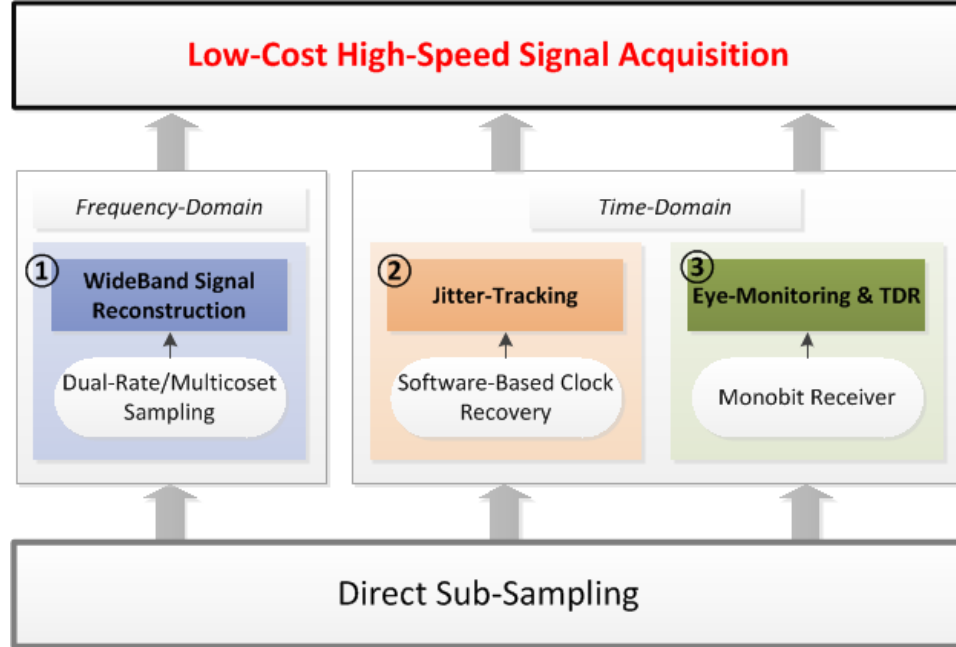 Low-Cost High-Speed Signal Acquisition
Frequency-Domain
Time-Domain
①
WideBand Signal
Reconstruction
Dual-Rate/Multicoset
Sampling
②
Jitter-Tracking
Software-Based Clock
Recovery
③
Eye-Monitoring & TDR
Monobit Receiver
Direct Sub-Sampling